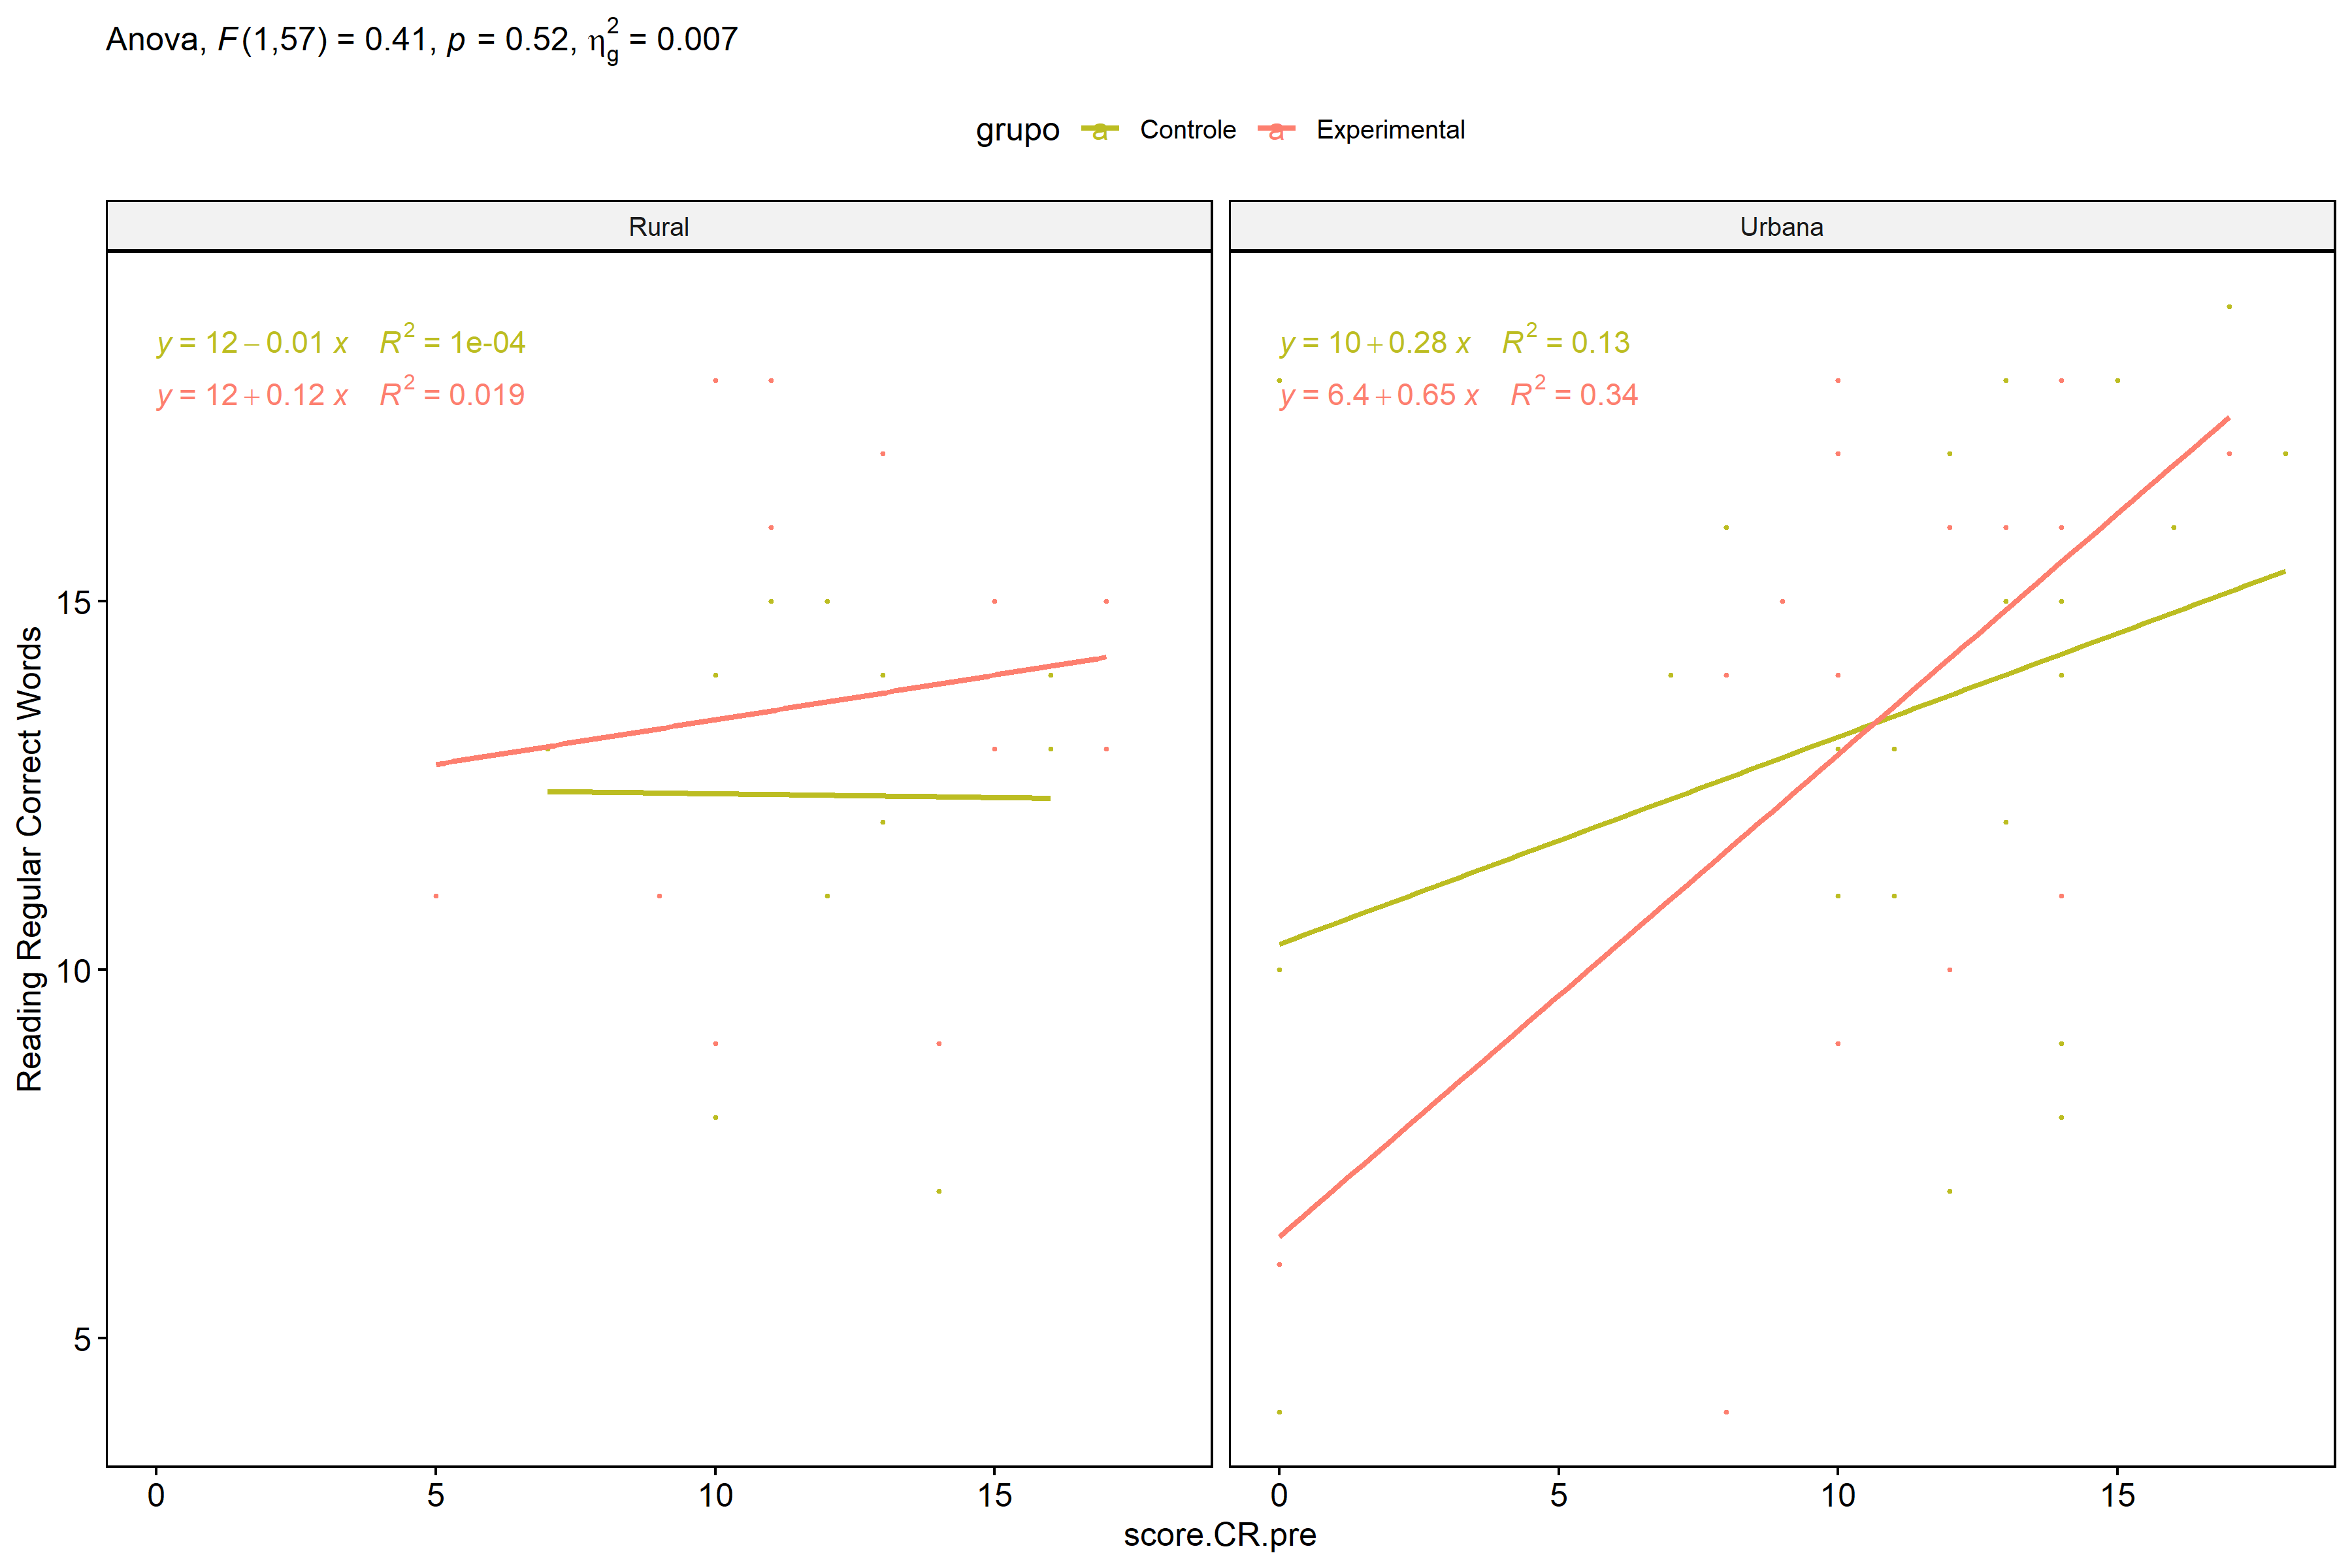 Anova, F(1,57) = 0.41, p = 0.52, η²g = 0.007
grupo a Controle a Experimental
Rural
Urbana
y = 12 − 0.01 x R² = 1e-04
y = 12 + 0.12 x R² = 0.019
y = 10 + 0.28 x R² = 0.13
y = 6.4 + 0.65 x R² = 0.34
Reading Regular Correct Words
15
10
5
0 5 10 15
0 5 10 15
score.CR.pre